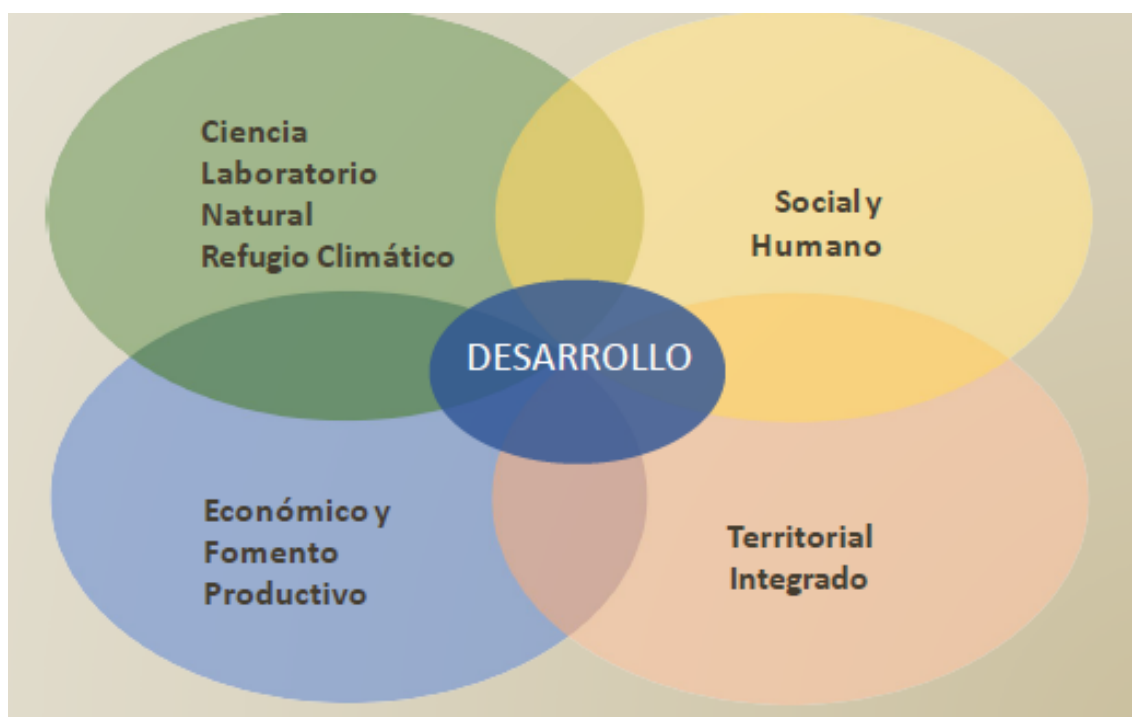 Ciencia
Laboratorio
Natural
Refugio Climático
Social y
Humano
DESARROLLO
Económico y
Fomento
Productivo
Territorial
Integrado